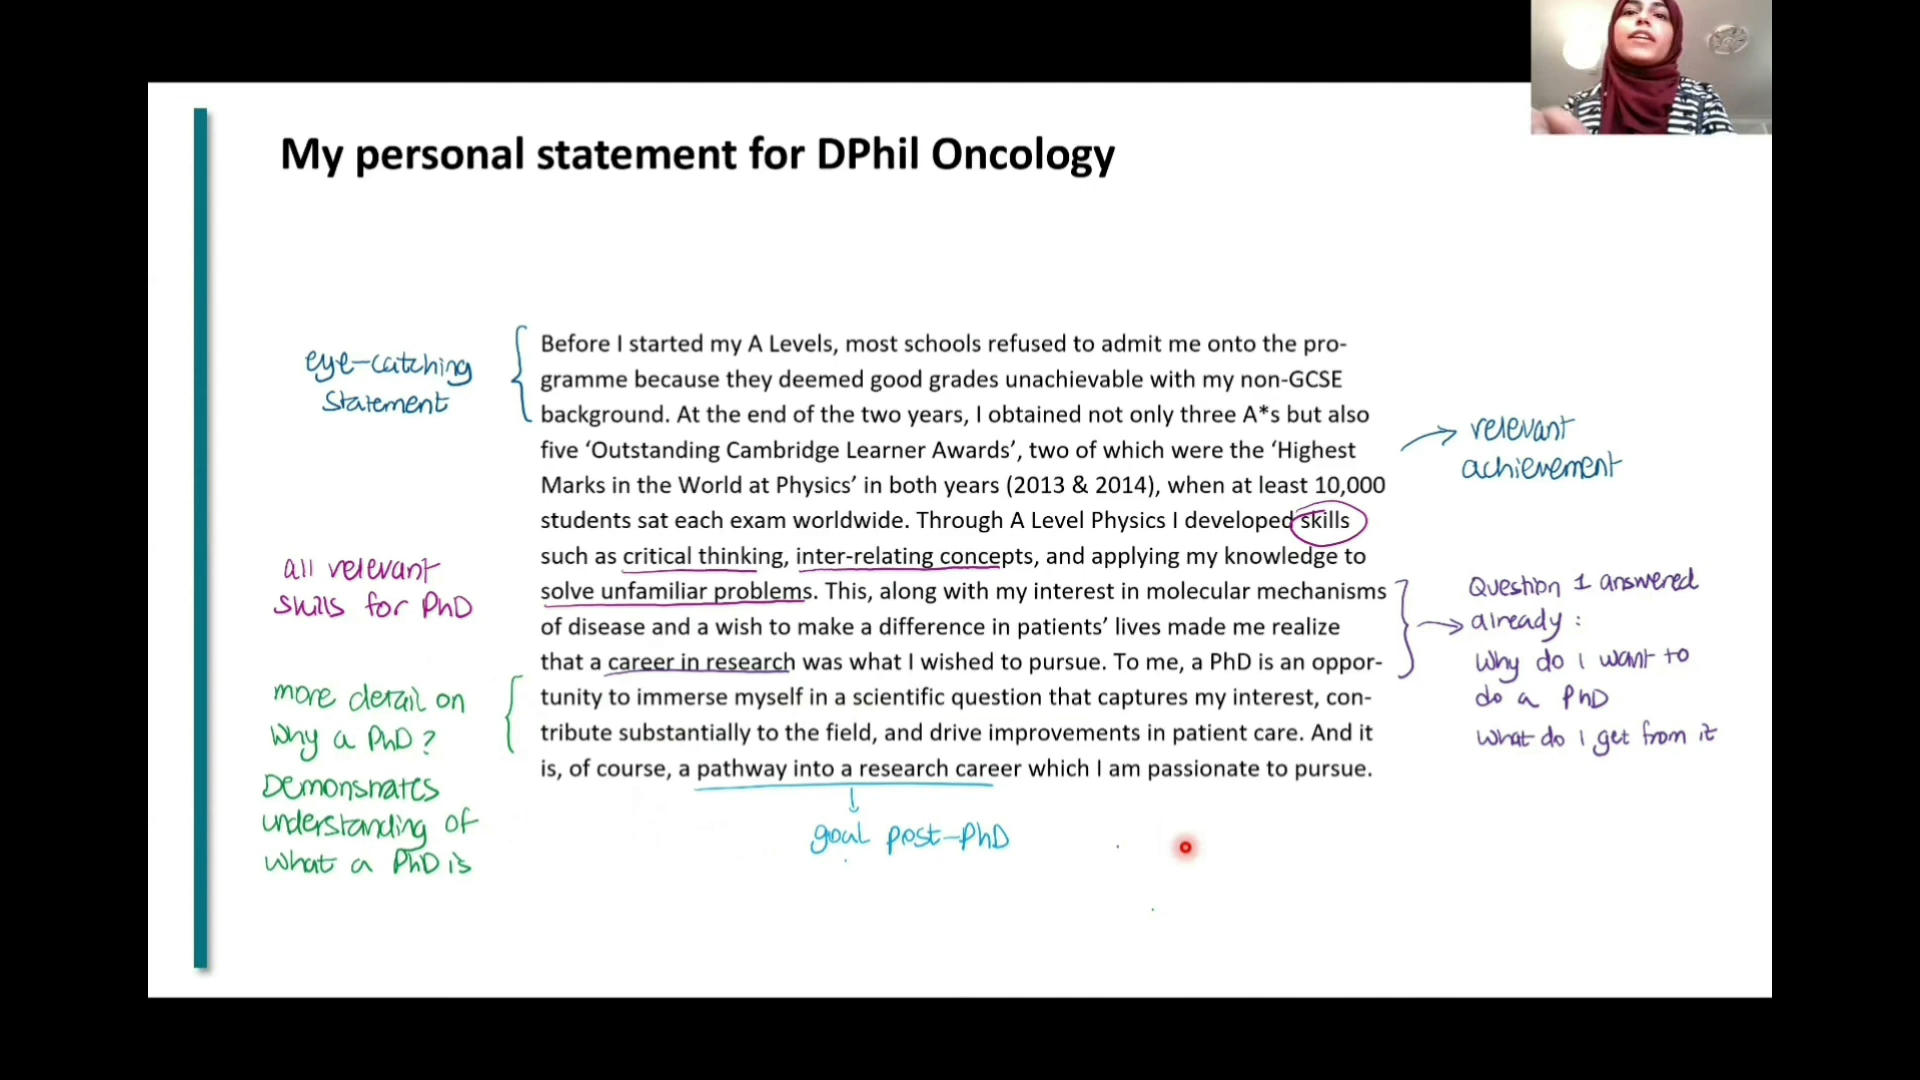 My personal statement for DPhil Oncology
eye-catching
statement
Before I started my A Levels, most schools refused to admit me onto the pro-
gramme because they deemed good grades unachievable with my non-GCSE
background. At the end of the two years, I obtained not only three A*s but also
five ‘Outstanding Cambridge Learner Awards’, two of which were the ‘Highest
Marks in the World at Physics’ in both years (2013 & 2014), when at least 10,000
students sat each exam worldwide. Through A Level Physics I developed skills
such as critical thinking, inter-relating concepts, and applying my knowledge to
solve unfamiliar problems. This, along with my interest in molecular mechanisms
of disease and a wish to make a difference in patients’ lives made me realize
that a career in research was what I wished to pursue. To me, a PhD is an oppor-
tunity to immerse myself in a scientific question that captures my interest, con-
tribute substantially to the field, and drive improvements in patient care. And it
is, of course, a pathway into a research career which I am passionate to pursue.
relevant
achievement
all relevant
skills for PhD
Question 1 answered
already :
Why do I want to
do a PhD
What do I get from it
more detail on
Why a PhD?
Demonstrates
understanding of
what a PhD is
goal post-PhD